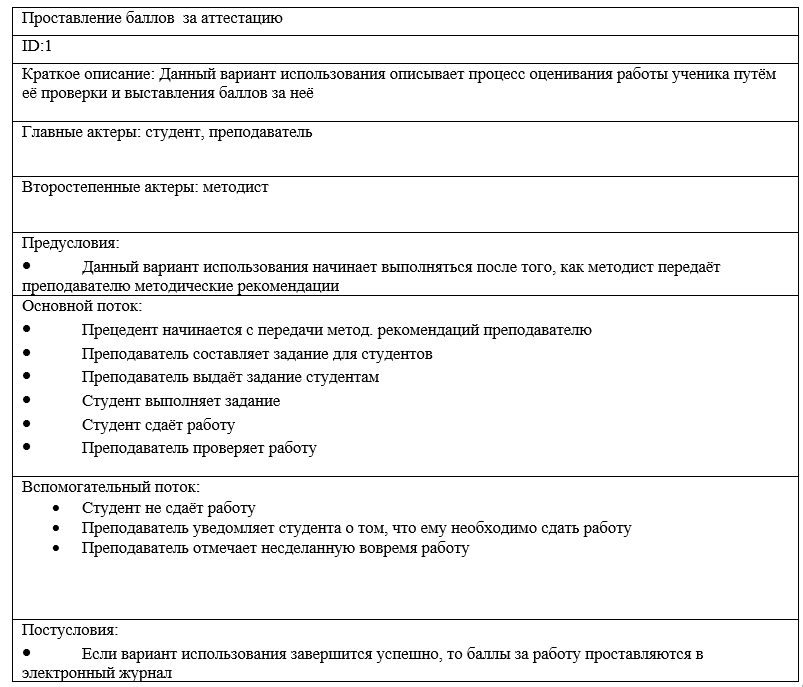 Проставление баллов  за аттестацию
ID:1
Краткое описание: Данный вариант использования описывает процесс оценивания работы ученика путём
её проверки и выставления баллов за неё
Главные актеры: студент, преподаватель
Второстепенные актеры: методист
Предусловия:
● Данный вариант использования начинает выполняться после того, как методист передаёт
преподавателю методические рекомендации
Основной поток:
● Прецедент начинается с передачи метод. рекомендаций преподавателю
● Преподаватель составляет задание для студентов
● Преподаватель выдаёт задание студентам
● Студент выполняет задание
● Студент сдаёт работу
● Преподаватель проверяет работу
Вспомогательный поток:
• Студент не сдаёт работу
• Преподаватель уведомляет студента о том, что ему необходимо сдать работу
• Преподаватель отмечает несделанную вовремя работу
Постусловия:
● Если вариант использования завершится успешно, то баллы за работу проставляются в
электронный журнал